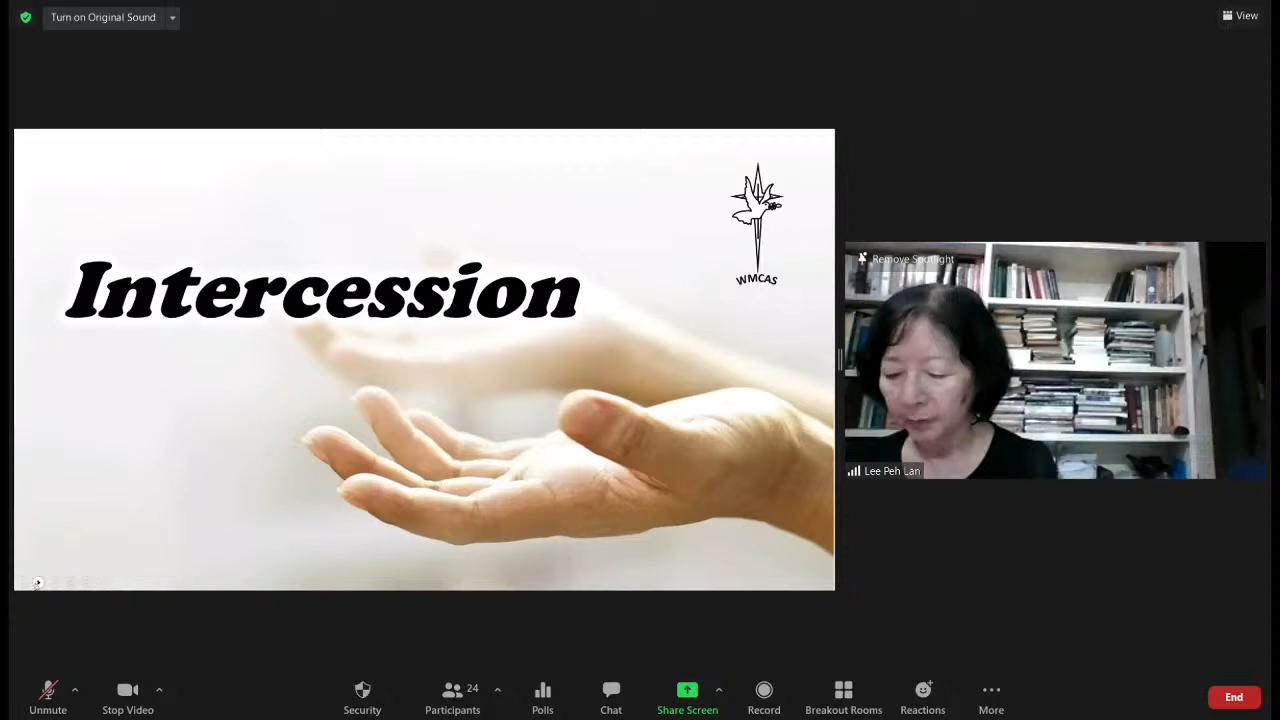 Turn on Original Sound
View
Intercession
WMCAS
Remove Spotlight
Lee Peh Lan
24
Unmute
Stop Video
Security
Participants
Polls
Chat
Share Screen
Record
Breakout Rooms
Reactions
More
End